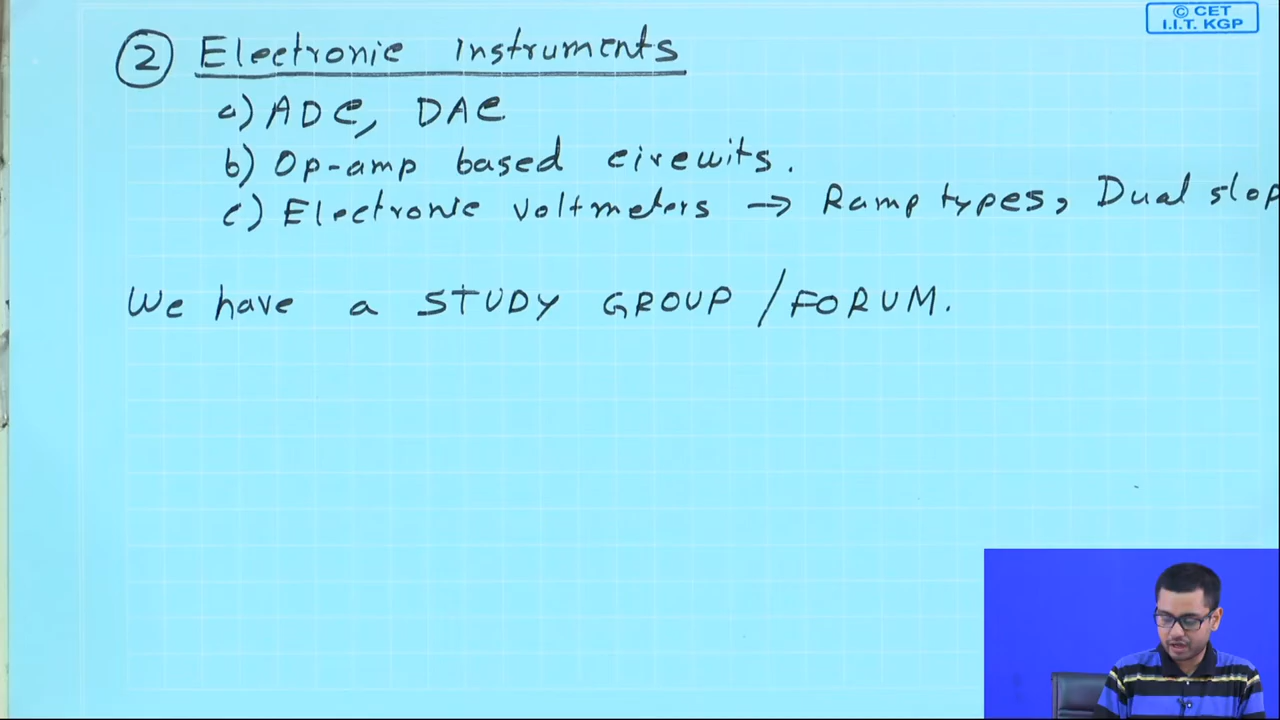 © CET
I.I.T. KGP
2 Electronic Instruments
a) ADC, DAC
b) Op-amp based circuits.
c) Electronic voltmeters → Ramp types, Dual slop
We have a STUDY GROUP / FORUM.